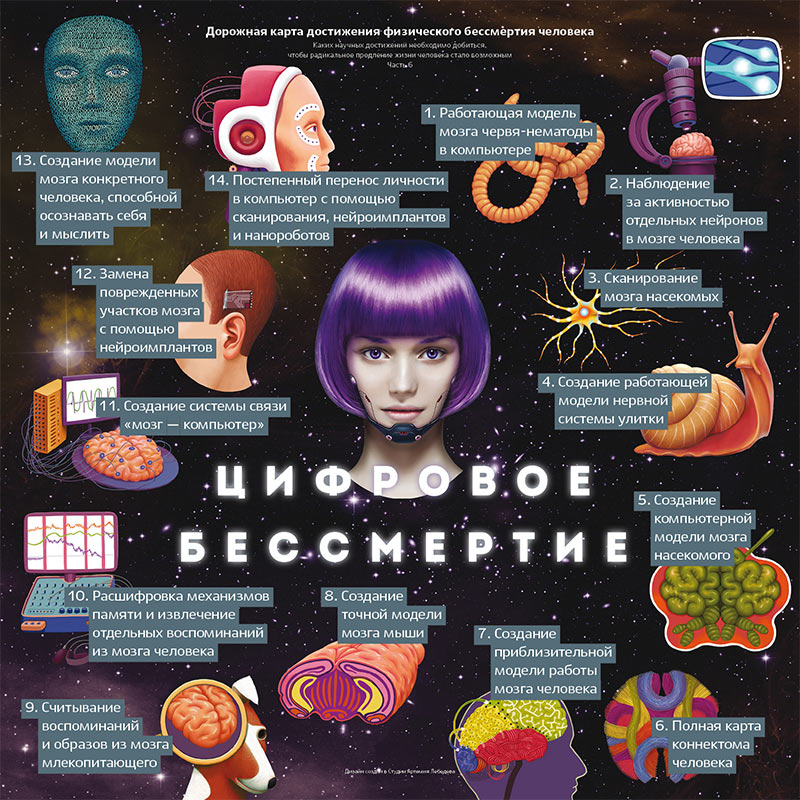 Дорожная карта достижения физического бессмертия человека
Каких научных достижений необходимо добиться,
чтобы радикальное продление жизни человека стало возможным
Часть 6
1. Работающая модель
мозга червя-нематоды
в компьютере
2. Наблюдение
за активностью
отдельных нейронов
в мозге человека
3. Сканирование
мозга насекомых
4. Создание работающей
модели нервной
системы улитки
5. Создание
компьютерной
модели мозга
насекомого
6. Полная карта
коннектома
человека
7. Создание
приблизительной
модели работы
мозга человека
8. Создание
точной модели
мозга мыши
9. Считывание
воспоминаний
и образов из мозга
млекопитающего
10. Расшифровка механизмов
памяти и извлечение
отдельных воспоминаний
из мозга человека
11. Создание системы связи
«мозг — компьютер»
12. Замена
поврежденных
участков мозга
с помощью
нейроимплантов
13. Создание модели
мозга конкретного
человека, способной
осознавать себя
и мыслить
14. Постепенный перенос личности
в компьютер с помощью
сканирования, нейроимплантов
и нанороботов
ЦИФРОВОЕ
БЕССМЕРТИЕ
Дизайн создан в Студии Артемия Лебедева